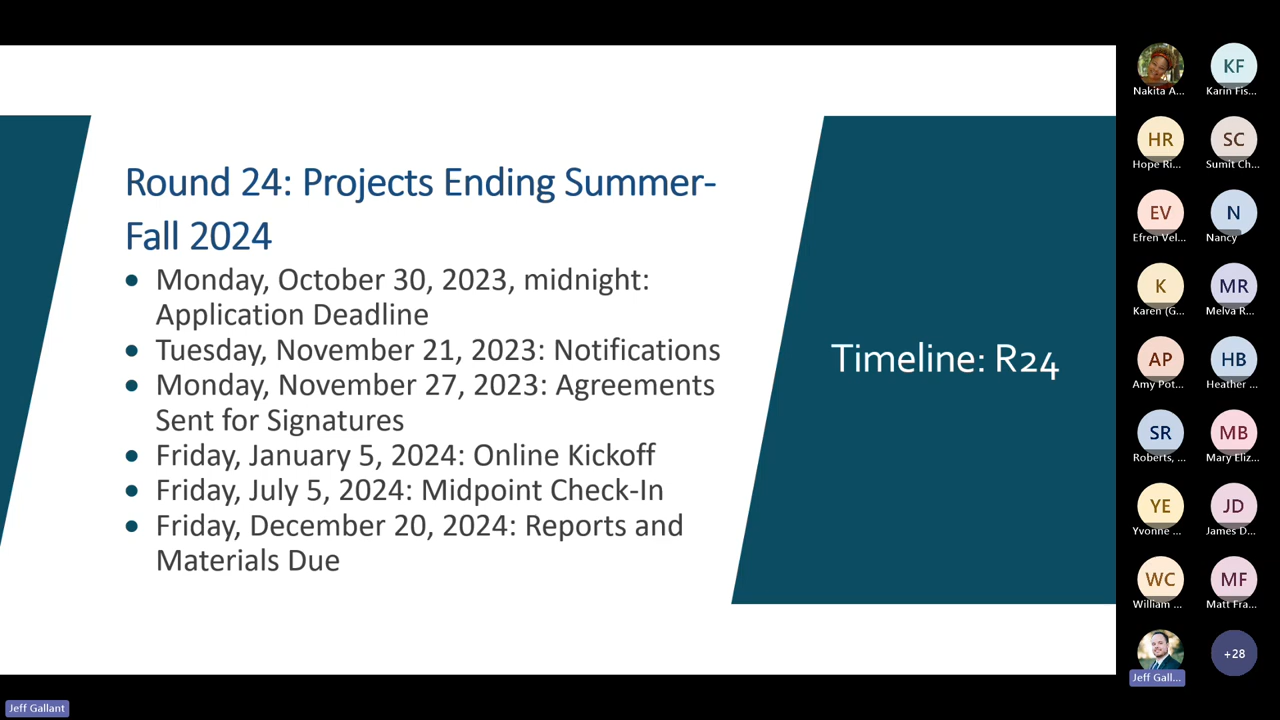 Round 24: Projects Ending Summer-
Fall 2024
Monday, October 30, 2023, midnight:
Application Deadline
Tuesday, November 21, 2023: Notifications
Monday, November 27, 2023: Agreements
Sent for Signatures
Friday, January 5, 2024: Online Kickoff
Friday, July 5, 2024: Midpoint Check-In
Friday, December 20, 2024: Reports and
Materials Due
Timeline: R24
Nakita A...
KF
Karin Fis...
HR
Hope Ri...
SC
Sumit Ch...
EV
Efren Vel...
N
Nancy
K
Karen (G...
MR
Melva R...
AP
Amy Pot...
HB
Heather ...
SR
Roberts, ...
MB
Mary Eliz...
YE
Yvonne ...
JD
James D...
WC
William ...
MF
Matt Fra...
Jeff Gall...
+28
Jeff Gallant